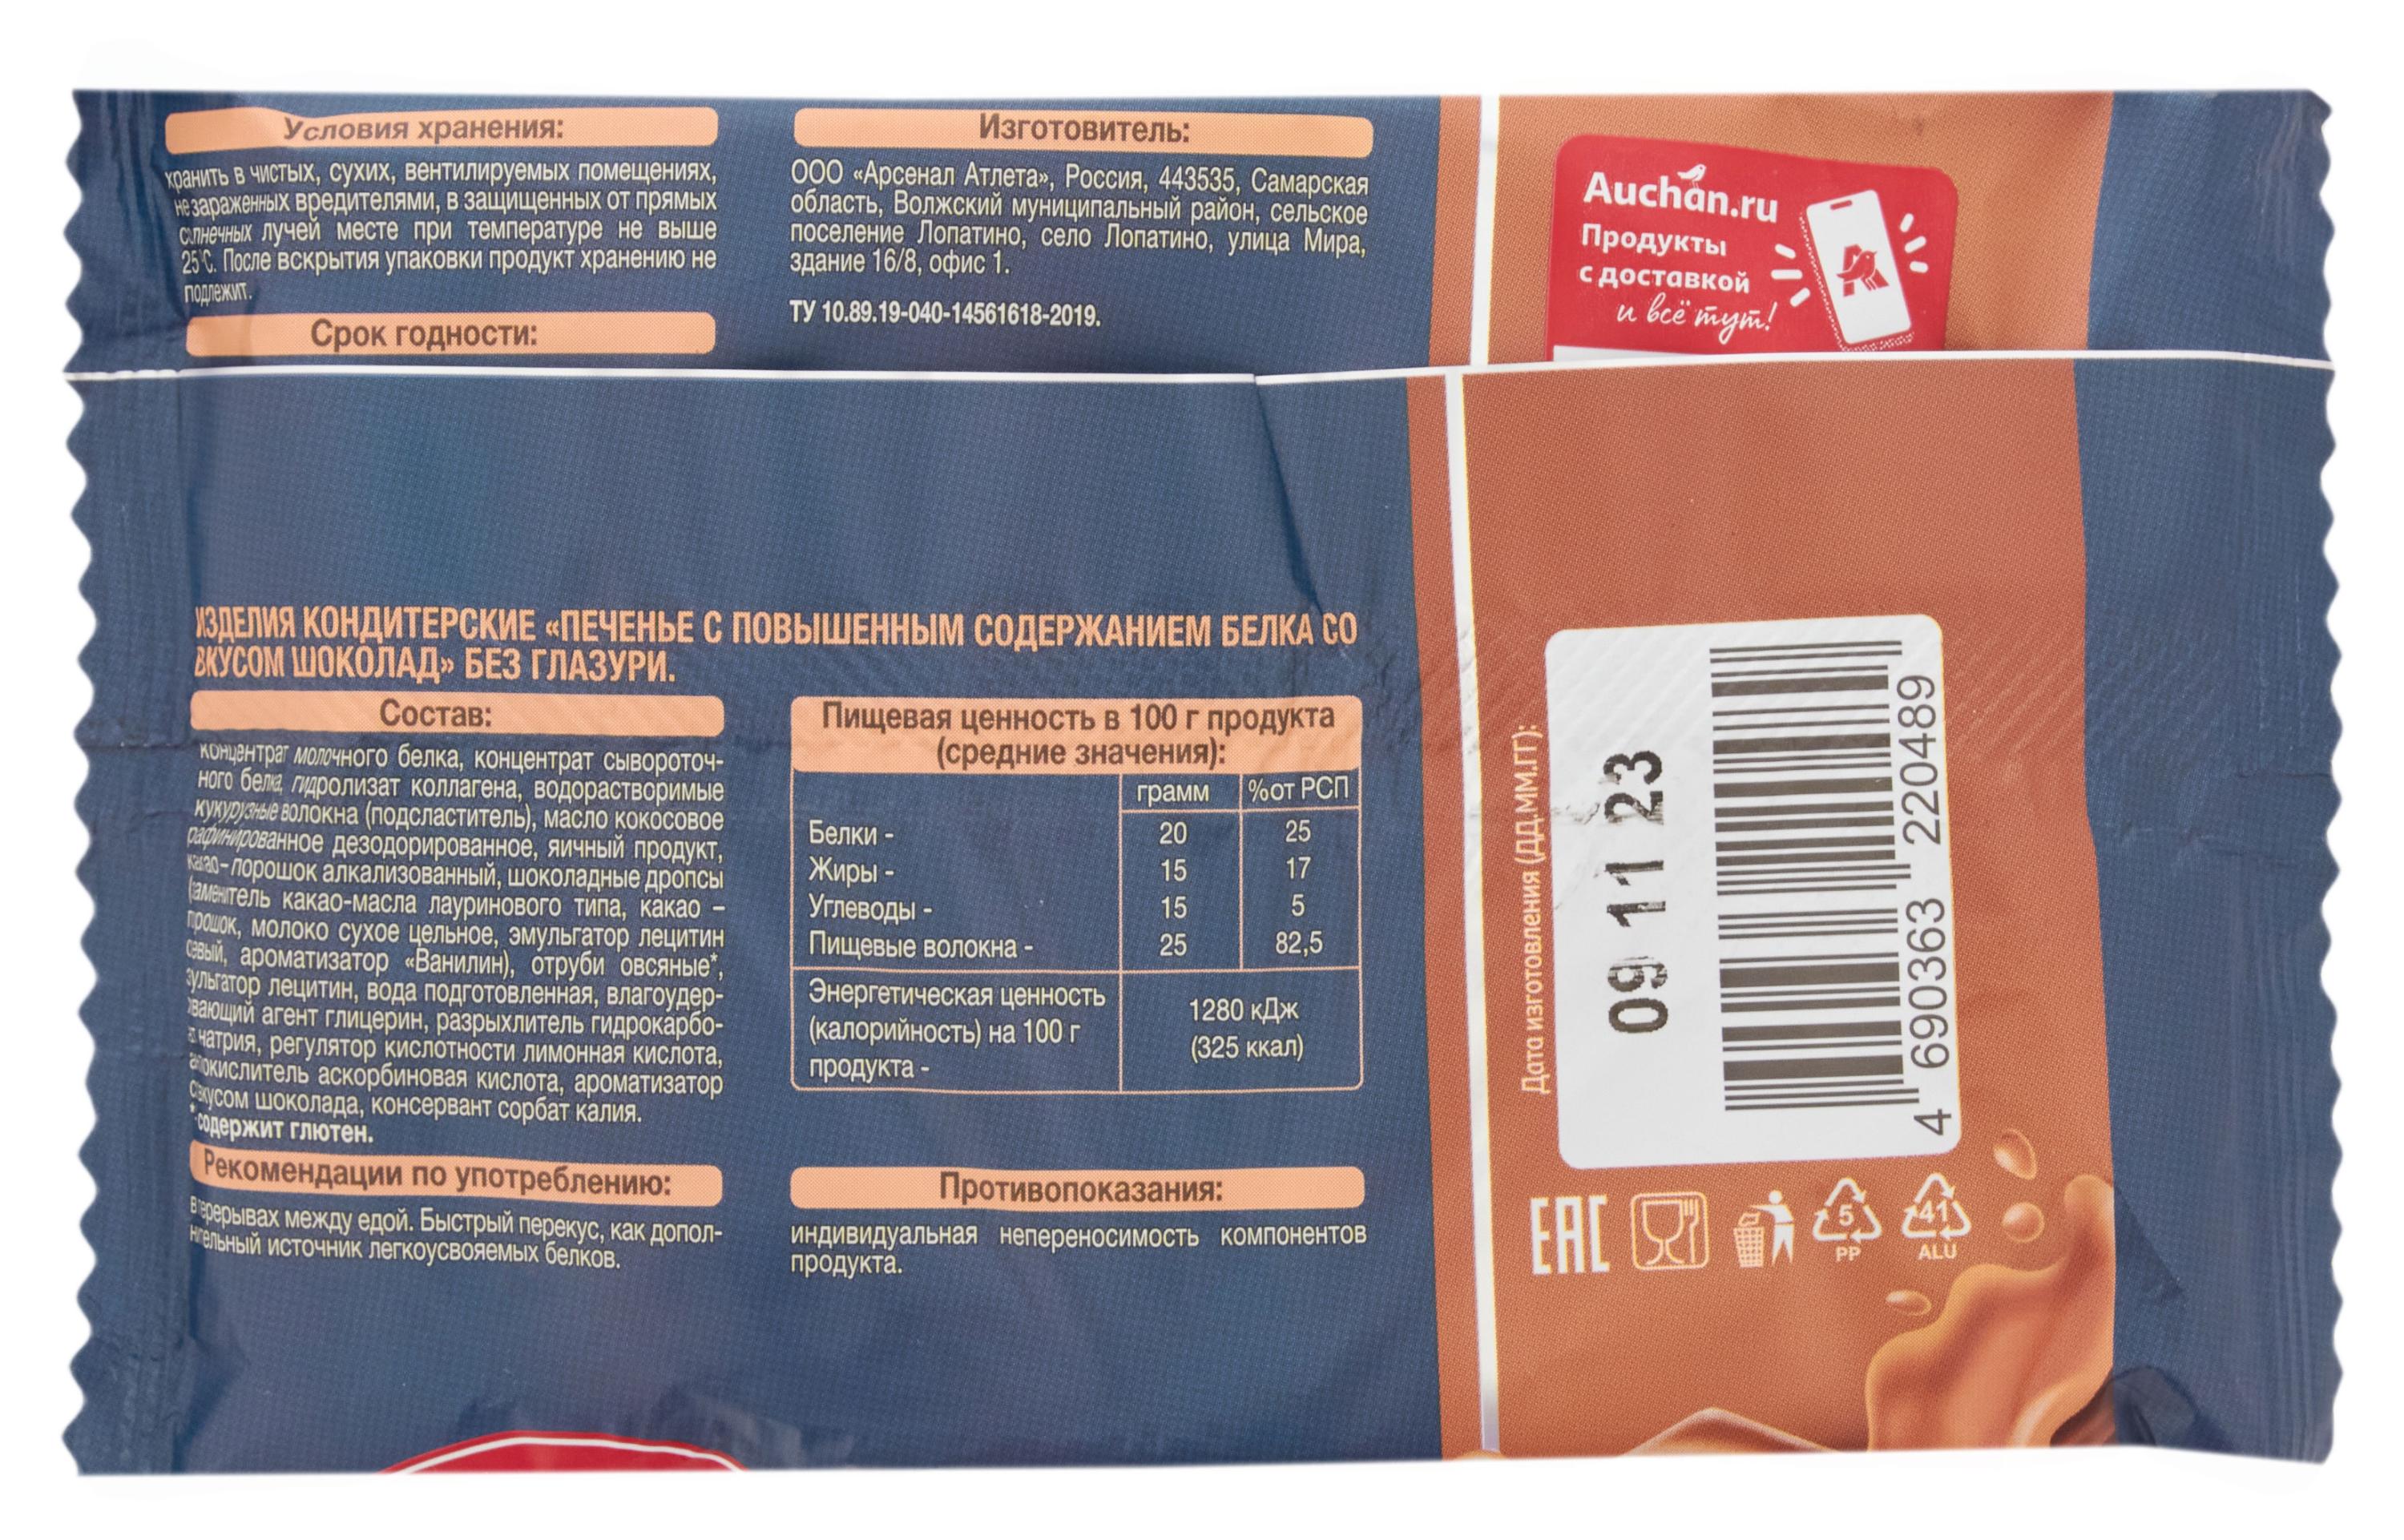 Условия хранения:
хранить в чистых, сухих, вентилируемых помещениях,
не зараженных вредителями, в защищенных от прямых
солнечных лучей месте при температуре не выше
25°С. После вскрытия упаковки продукт хранению не
подлежит.
Срок годности:
Изготовитель:
ООО «Арсенал Атлета», Россия, 443535, Самарская
область, Волжский муниципальный район, сельское
поселение Лопатино, село Лопатино, улица Мира,
здание 16/8, офис 1.
ТУ 10.89.19-040-14561618-2019.
Auchan.ru
Продукты
с доставкой
и всё тут!
ИЗДЕЛИЯ КОНДИТЕРСКИЕ «ПЕЧЕНЬЕ С ПОВЫШЕННЫМ СОДЕРЖАНИЕМ БЕЛКА СО
ВКУСОМ ШОКОЛАД» БЕЗ ГЛАЗУРИ.
Состав:
концентрат молочного белка, концентрат сывороточ-
ного белка, гидролизат коллагена, водорастворимые
кукурузные волокна (подсластитель), масло кокосовое
рафинированное дезодорированное, яичный продукт,
какао-порошок алкализованный, шоколадные дропсы
(заменитель какао-масла лауринового типа, какао –
порошок, молоко сухое цельное, эмульгатор лецитин
соевый, ароматизатор «Ванилин), отруби овсяные*,
эмульгатор лецитин, вода подготовленная, влагоудер-
живающий агент глицерин, разрыхлитель гидрокарбо-
нат натрия, регулятор кислотности лимонная кислота,
антиокислитель аскорбиновая кислота, ароматизатор
со вкусом шоколада, консервант сорбат калия.
*-содержит глютен.
Рекомендации по употреблению:
В перерывах между едой. Быстрый перекус, как допол-
нительный источник легкоусвояемых белков.
Пищевая ценность в 100 г продукта
(средние значения):
грамм %от РСП
Белки - 20 25
Жиры - 15 17
Углеводы - 15 5
Пищевые волокна - 25 82,5
Энергетическая ценность
(калорийность) на 100 г
продукта -
1280 кДж
(325 ккал)
Противопоказания:
индивидуальная непереносимость компонентов
продукта.
Дата изготовления (ДД.ММ.ГГ):
09 11 23
4 690363 220489
EAC
5
PP
41
ALU